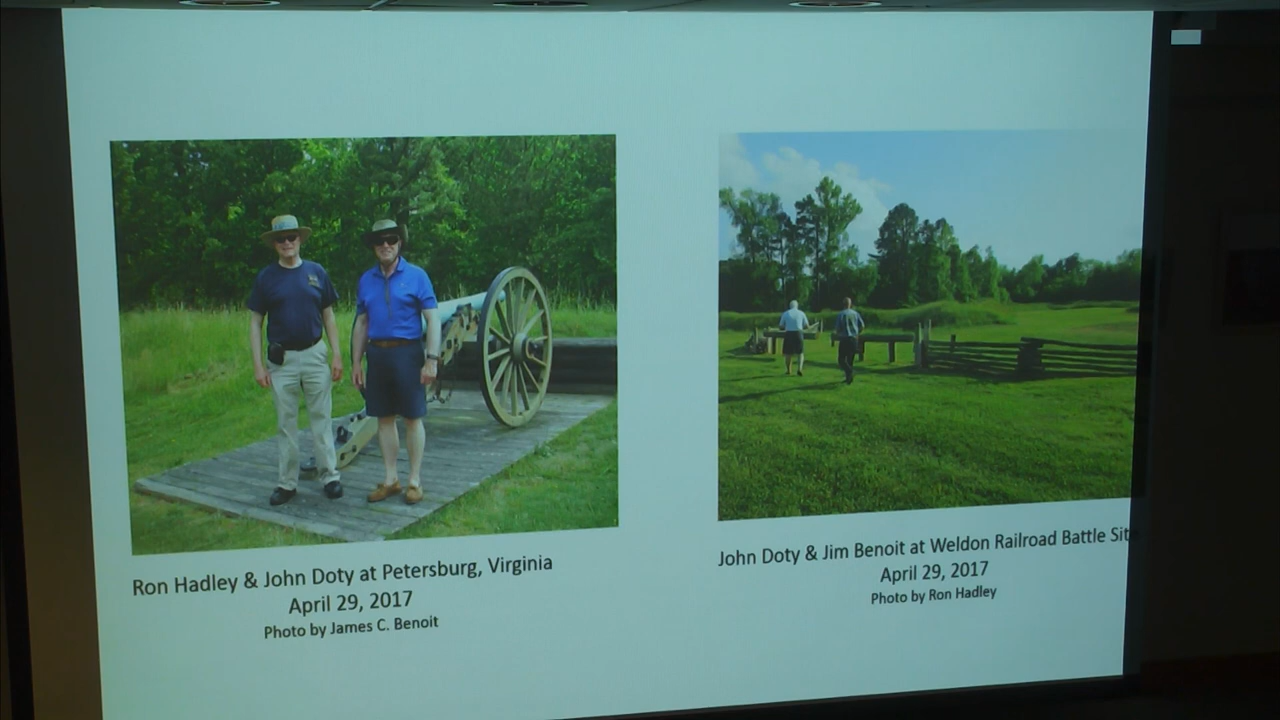 Ron Hadley & John Doty at Petersburg, Virginia
April 29, 2017
Photo by James C. Benoit
John Doty & Jim Benoit at Weldon Railroad Battle Sit
April 29, 2017
Photo by Ron Hadley